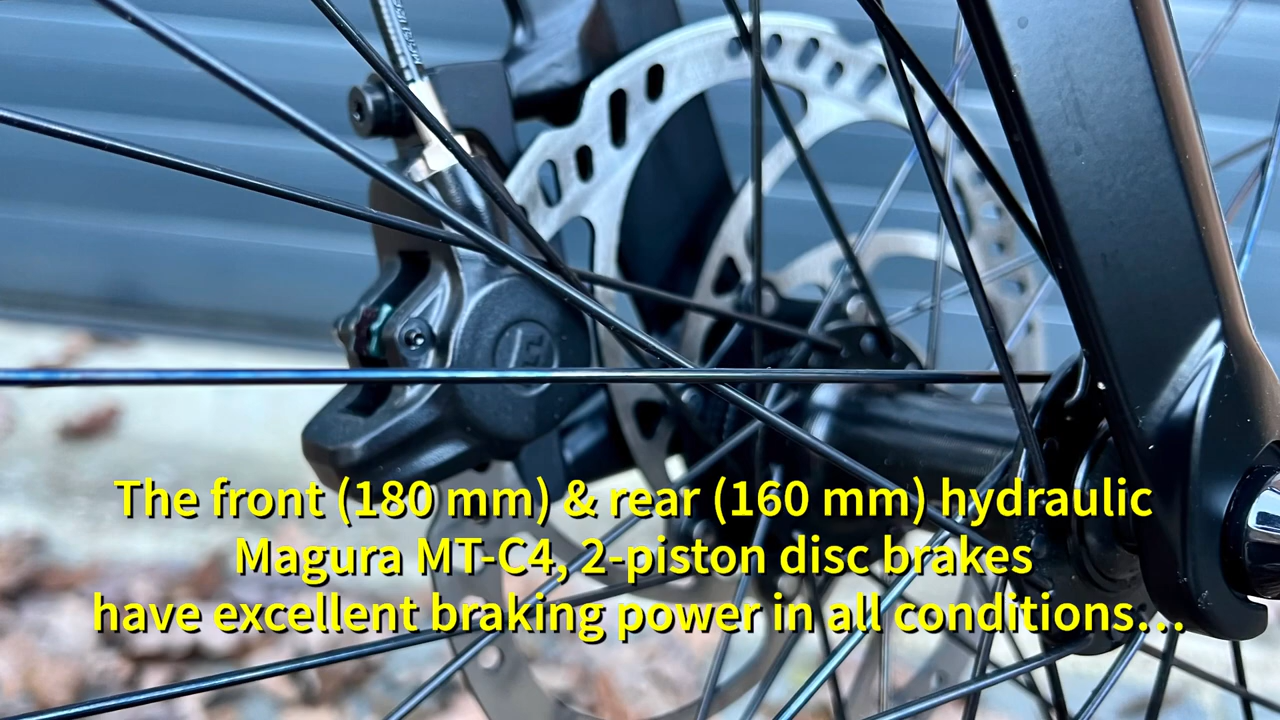 The front (180 mm) & rear (160 mm) hydraulic
Magura MT-C4, 2-piston disc brakes
have excellent braking power in all conditions…